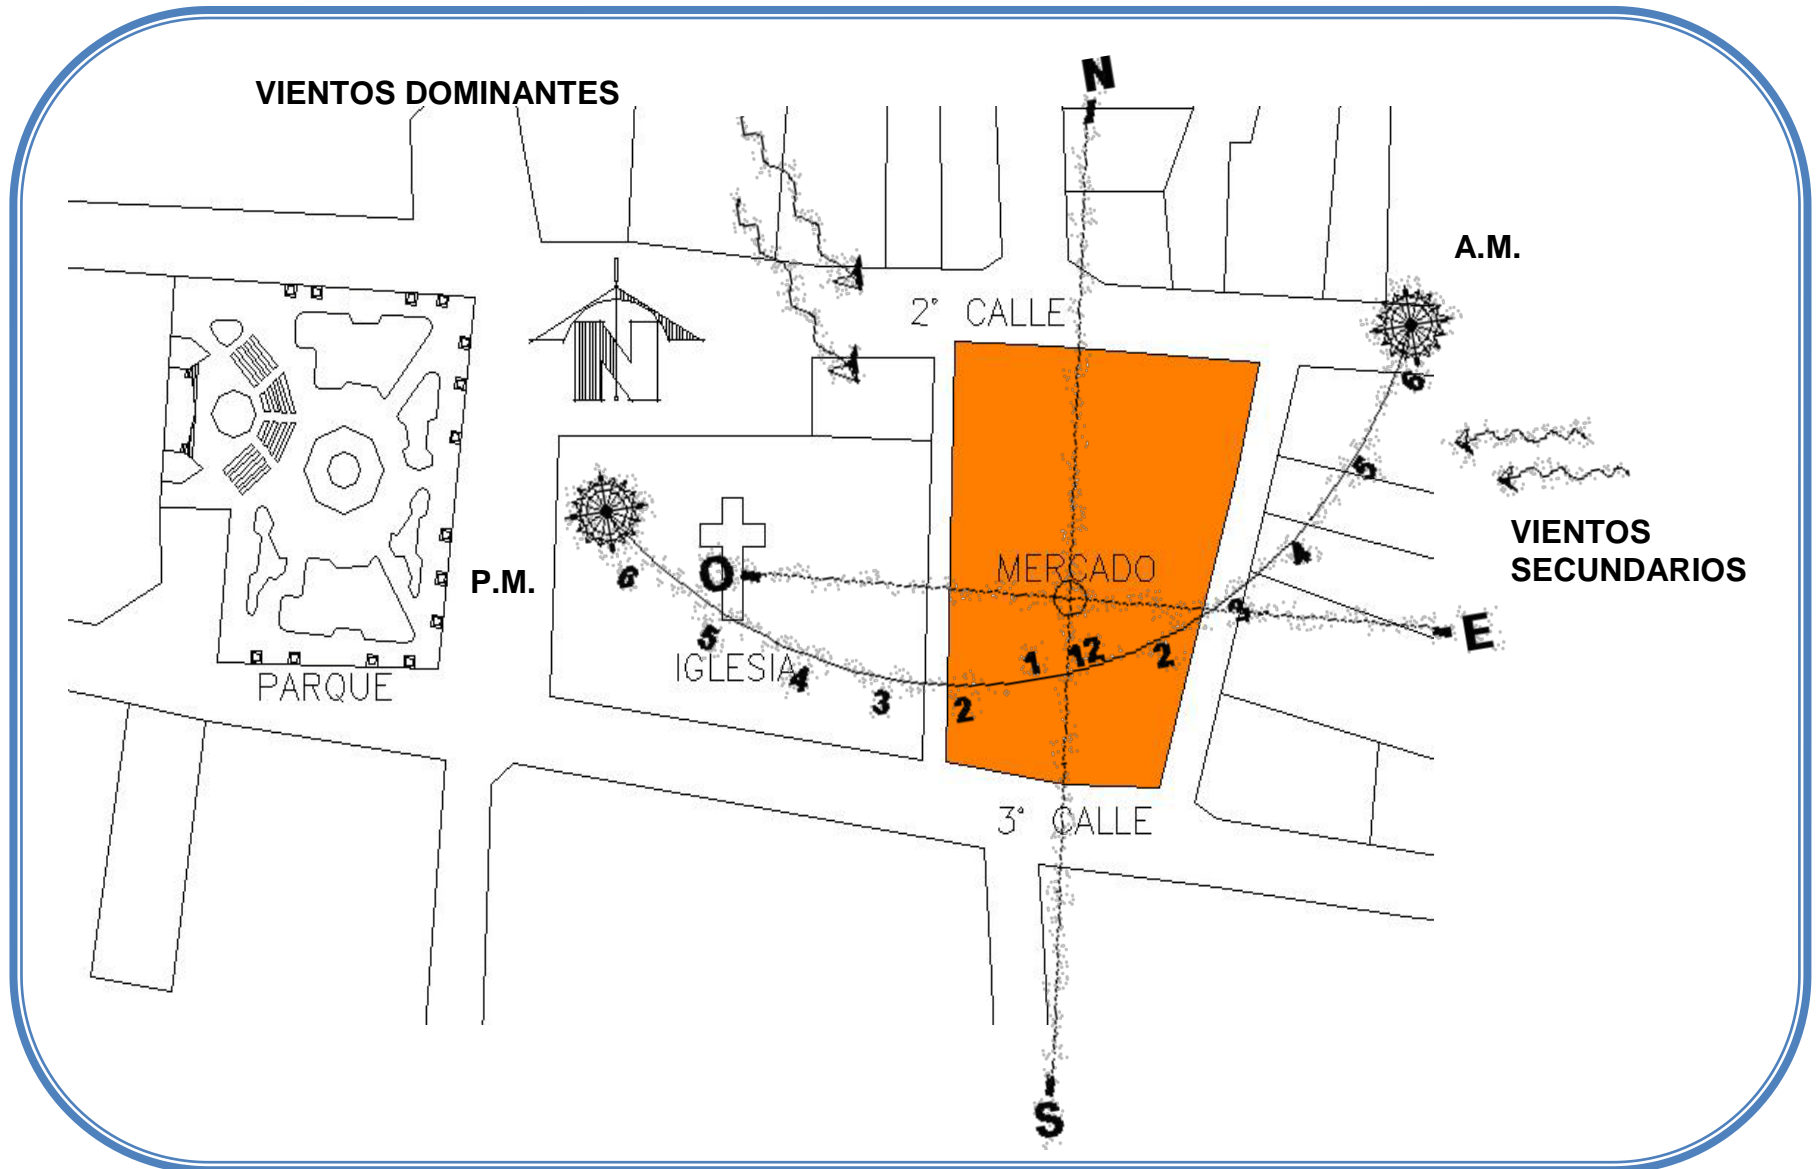 VIENTOS DOMINANTES
N
A.M.
2° CALLE
N
6
5
VIENTOS
SECUNDARIOS
4
MERCADO
P.M.
6
O
3
E
5
1
12
2
IGLESIA
4
3
2
PARQUE
3° CALLE
S